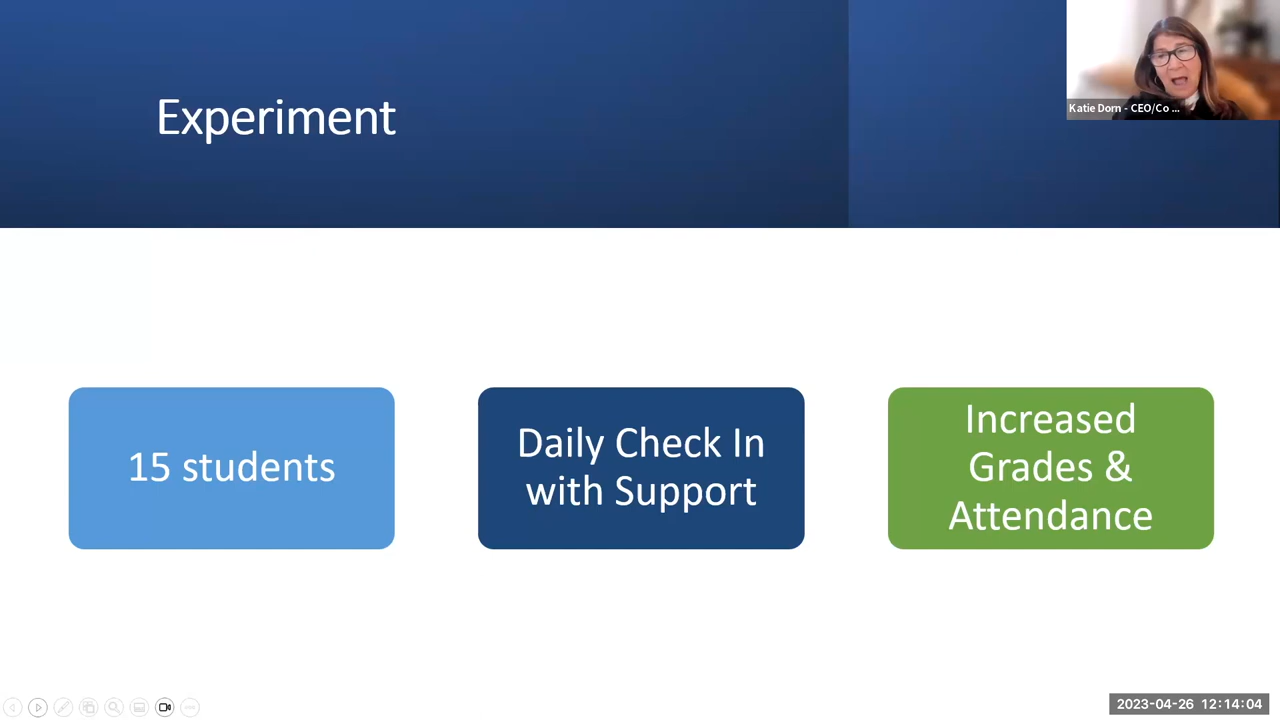 Experiment
Katie Dorn - CEO/Co ...
15 students
Daily Check In
with Support
Increased
Grades &
Attendance
2023-04-26 12:14:04